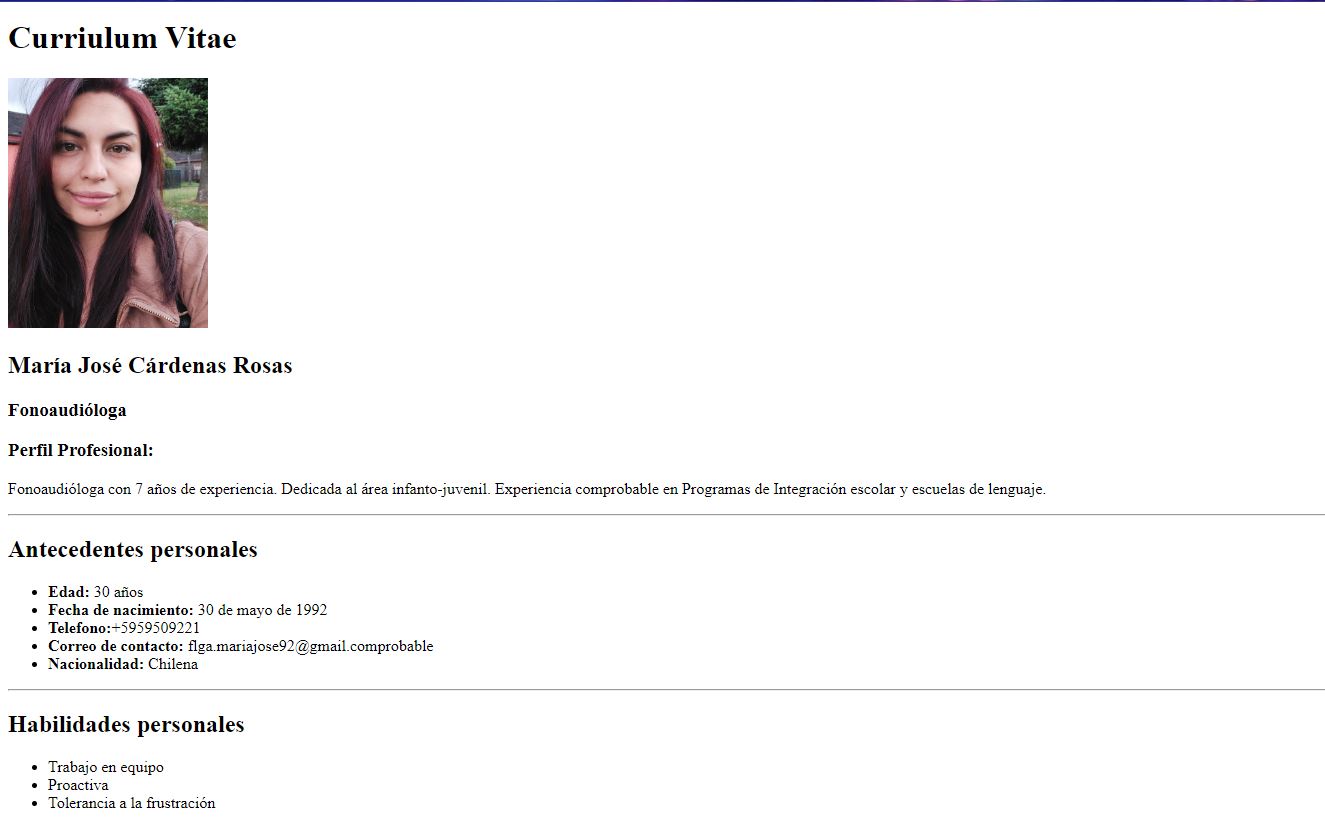 Curriulum Vitae
María José Cárdenas Rosas
Fonoaudióloga
Perfil Profesional:
Fonoaudióloga con 7 años de experiencia. Dedicada al área infanto-juvenil. Experiencia comprobable en Programas de Integración escolar y escuelas de lenguaje.
Antecedentes personales
• Edad: 30 años
• Fecha de nacimiento: 30 de mayo de 1992
• Telefono:+5959509221
• Correo de contacto: flga.mariajose92@gmail.comprobable
• Nacionalidad: Chilena
Habilidades personales
• Trabajo en equipo
• Proactiva
• Tolerancia a la frustración